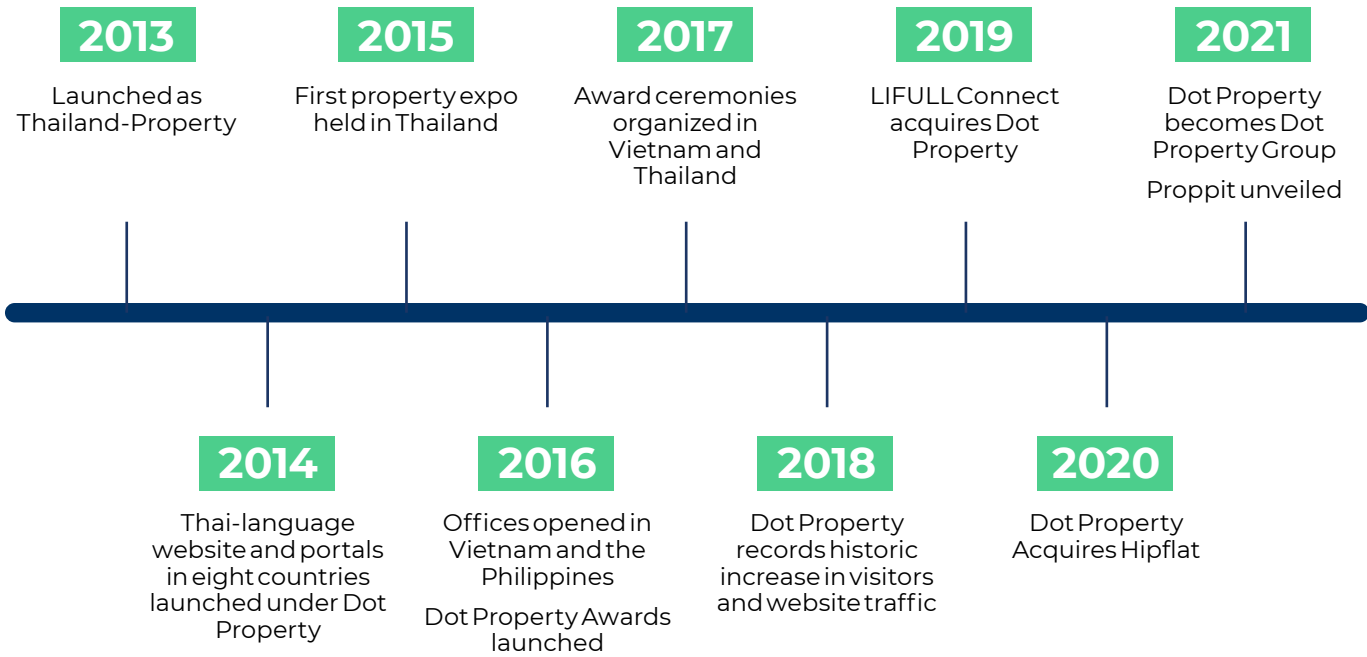 2013
Launched as
Thailand-Property
2015
First property expo
held in Thailand
2017
Award ceremonies
organized in
Vietnam and
Thailand
2019
LIFULL Connect
acquires Dot
Property
2021
Dot Property
becomes Dot
Property Group
Proppit unveiled
2014
Thai-language
website and portals
in eight countries
launched under Dot
Property
2016
Offices opened in
Vietnam and the
Philippines
Dot Property Awards
launched
2018
Dot Property
records historic
increase in visitors
and website traffic
2020
Dot Property
Acquires Hipflat